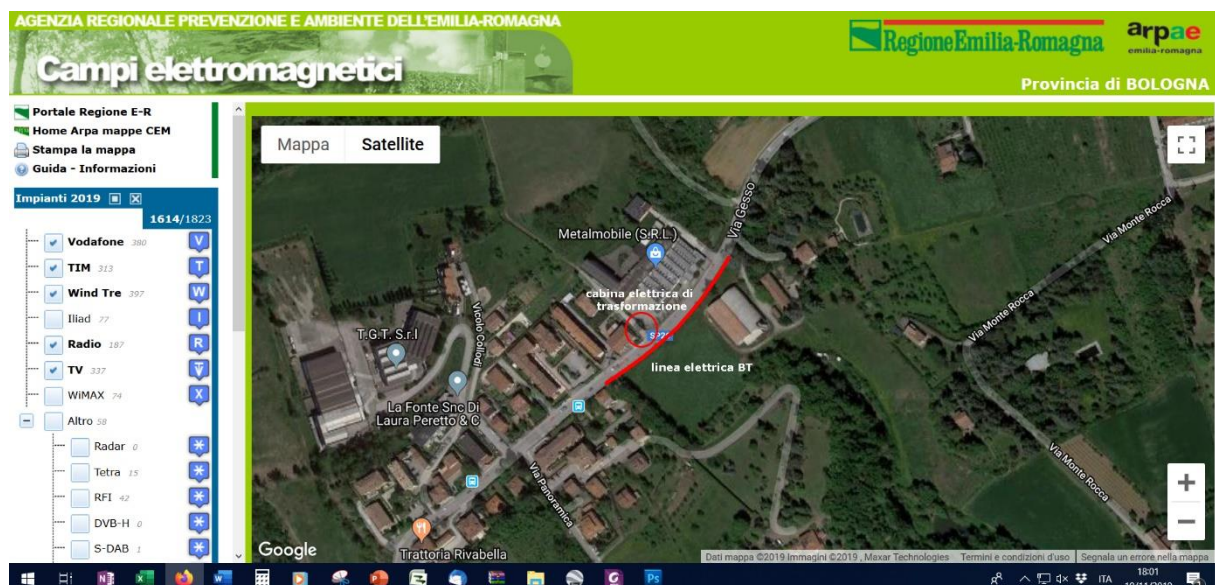 AGENZIA REGIONALE PREVENZIONE E AMBIENTE DELL'EMILIA-ROMAGNA
Campi elettromagnetici
RegioneEmilia-Romagna
arpae
emilia-romagna
Provincia di BOLOGNA
Portale Regione E-R
Home Arpa mappe CEM
Stampa la mappa
Guida - Informazioni
Impianti 2019
1614/1823
Vodafone 380 V
TIM 313 T
Wind Tre 397 W
Iliad 77 I
Radio 187 R
TV 337 TV
WiMAX 74 X
Altro 58
Radar 0
Tetra 15
RFI 42
DVB-H 0
S-DAB 1
Mappa Satellite
Metalmobile (S.R.L.)
Via Gesso
Via Monte Rocca
cabina elettrica di
trasformazione
linea elettrica BT
T.G.T. S.r.l
Vicolo Collodi
La Fonte Snc Di
Laura Peretto & C
Via Monte Rocca
Via Monte Rocca
Via Panoramica
Trattoria Rivabella
Google
Dati mappa ©2019 Immagini ©2019 , Maxar Technologies Termini e condizioni d'uso Segnala un errore nella mappa
ITA
18:01